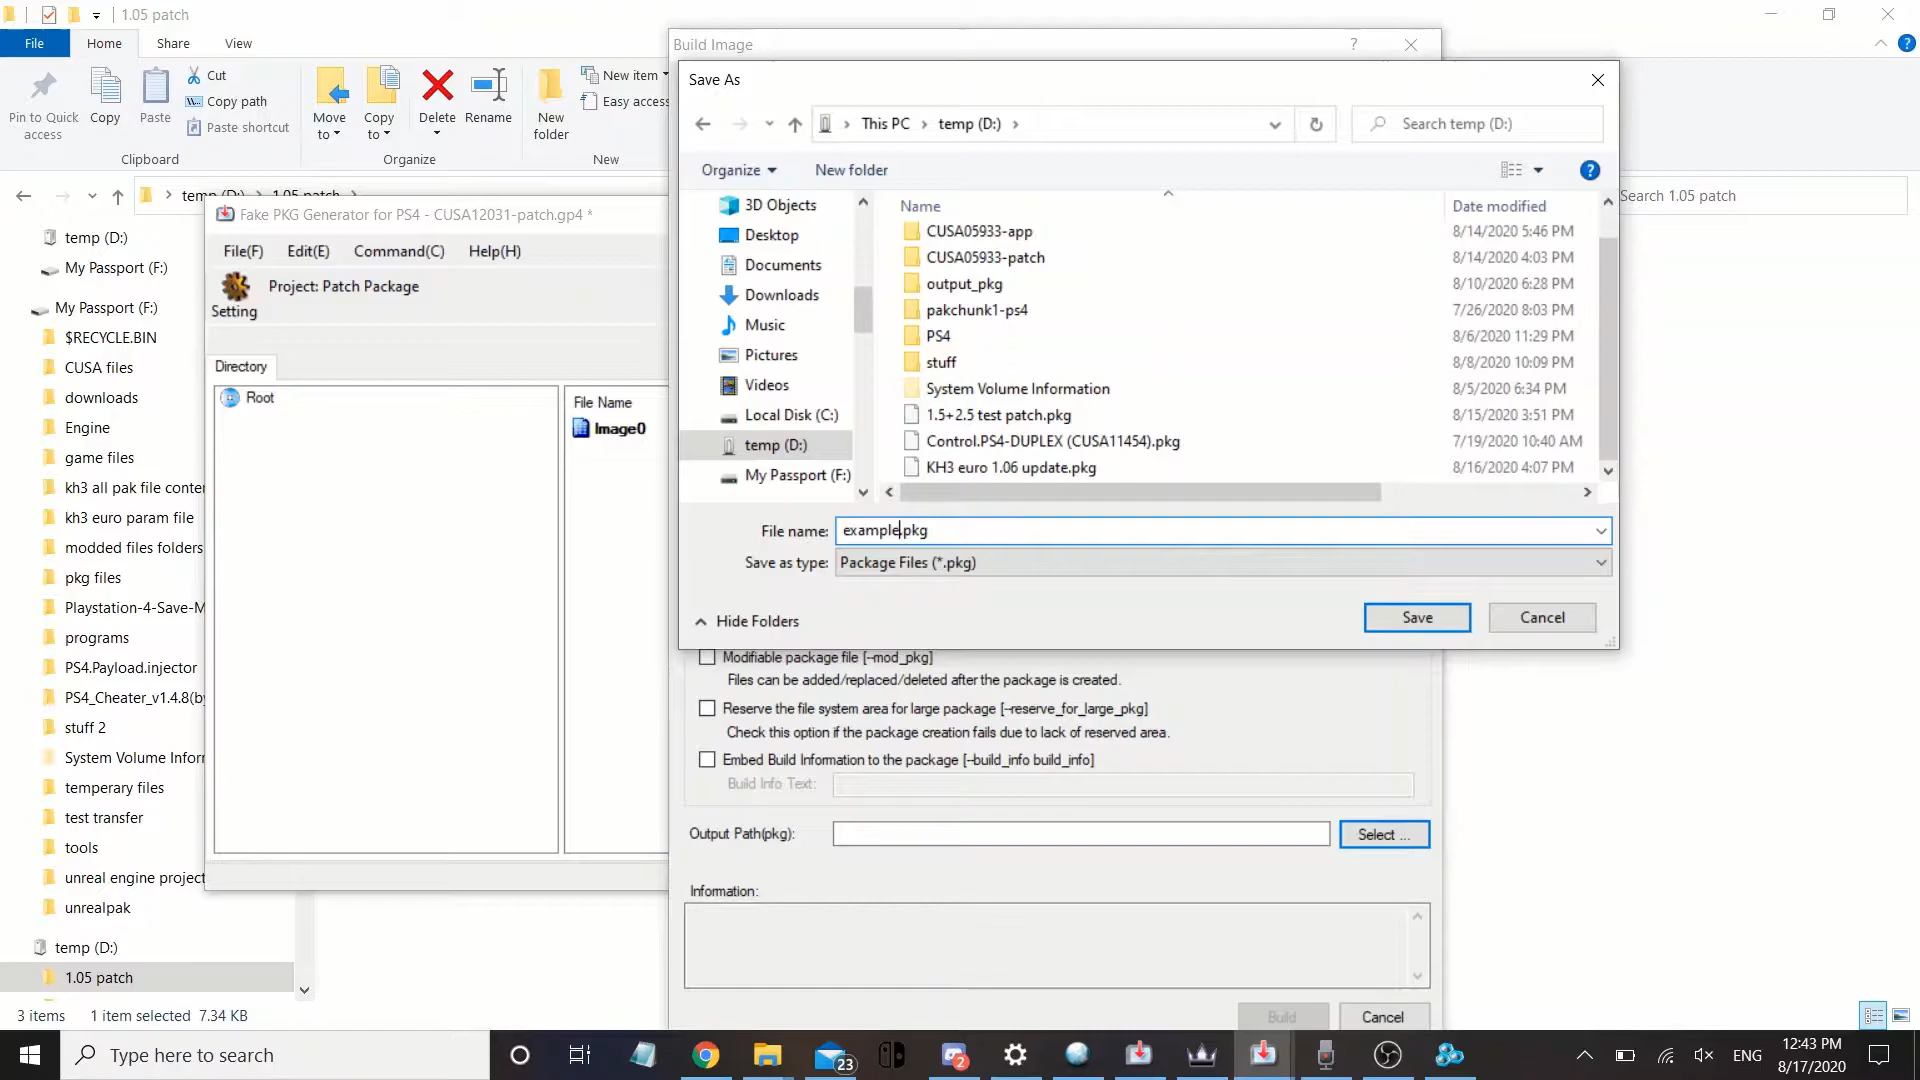 1.05 patch
File
Home
Share
View
Pin to Quick access
Copy
Paste
Cut
Copy path
Paste shortcut
Clipboard
Move to
Copy to
Delete
Rename
Organize
New folder
New item
Easy access
New
temp (D:)
1.05 patch
Search 1.05 patch
temp (D:)
My Passport (F:)
My Passport (F:)
$RECYCLE.BIN
CUSA files
downloads
Engine
game files
kh3 all pak file conter
kh3 euro param file
modded files folders
pkg files
Playstation-4-Save-M
programs
PS4.Payload.injector
PS4_Cheater_v1.4.8(by
stuff 2
System Volume Inforr
temperary files
test transfer
tools
unreal engine project
unrealpak
temp (D:)
1.05 patch
3 items
1 item selected 7.34 KB
Fake PKG Generator for PS4 - CUSA12031-patch.gp4 *
File(F)
Edit(E)
Command(C)
Help(H)
Setting
Project: Patch Package
Directory
Root
File Name
Image0
Build Image
?
Save As
This PC
temp (D:)
Search temp (D:)
Organize
New folder
3D Objects
Desktop
Documents
Downloads
Music
Pictures
Videos
Local Disk (C:)
temp (D:)
My Passport (F:)
Name
Date modified
CUSA05933-app 8/14/2020 5:46 PM
CUSA05933-patch 8/14/2020 4:03 PM
output_pkg 8/10/2020 6:28 PM
pakchunk1-ps4 7/26/2020 8:03 PM
PS4 8/6/2020 11:29 PM
stuff 8/8/2020 10:09 PM
System Volume Information 8/5/2020 6:34 PM
1.5+2.5 test patch.pkg 8/15/2020 3:51 PM
Control.PS4-DUPLEX (CUSA11454).pkg 7/19/2020 10:40 AM
KH3 euro 1.06 update.pkg 8/16/2020 4:07 PM
File name: example.pkg
Save as type: Package Files (*.pkg)
Hide Folders
Save
Cancel
Modifiable package file [--mod_pkg]
Files can be added/replaced/deleted after the package is created.
Reserve the file system area for large package [--reserve_for_large_pkg]
Check this option if the package creation fails due to lack of reserved area.
Embed Build Information to the package [--build_info build_info]
Build Info Text:
Output Path(pkg):
Select ...
Information:
Build
Cancel
Type here to search
23
2
ENG
12:43 PM
8/17/2020